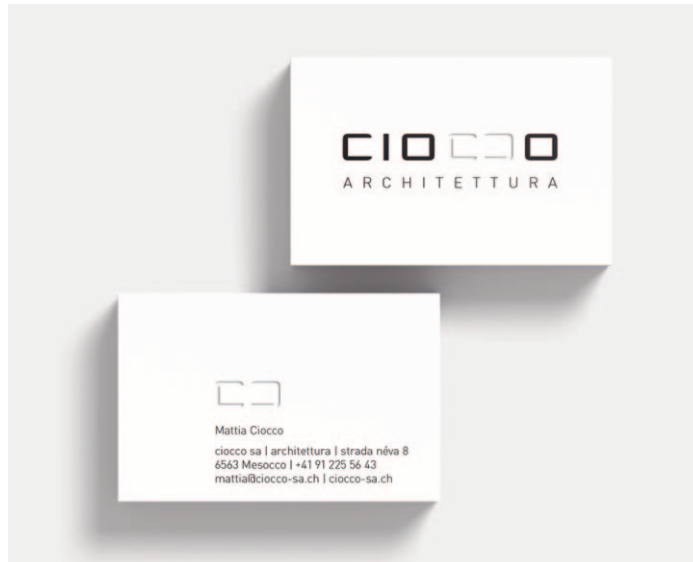 CIOCCO
ARCHITETTURA
Mattia Ciocco
ciocco sa | architettura | strada néva 8
6563 Mesocco | +41 91 225 56 43
mattia@ciocco-sa.ch | ciocco-sa.ch